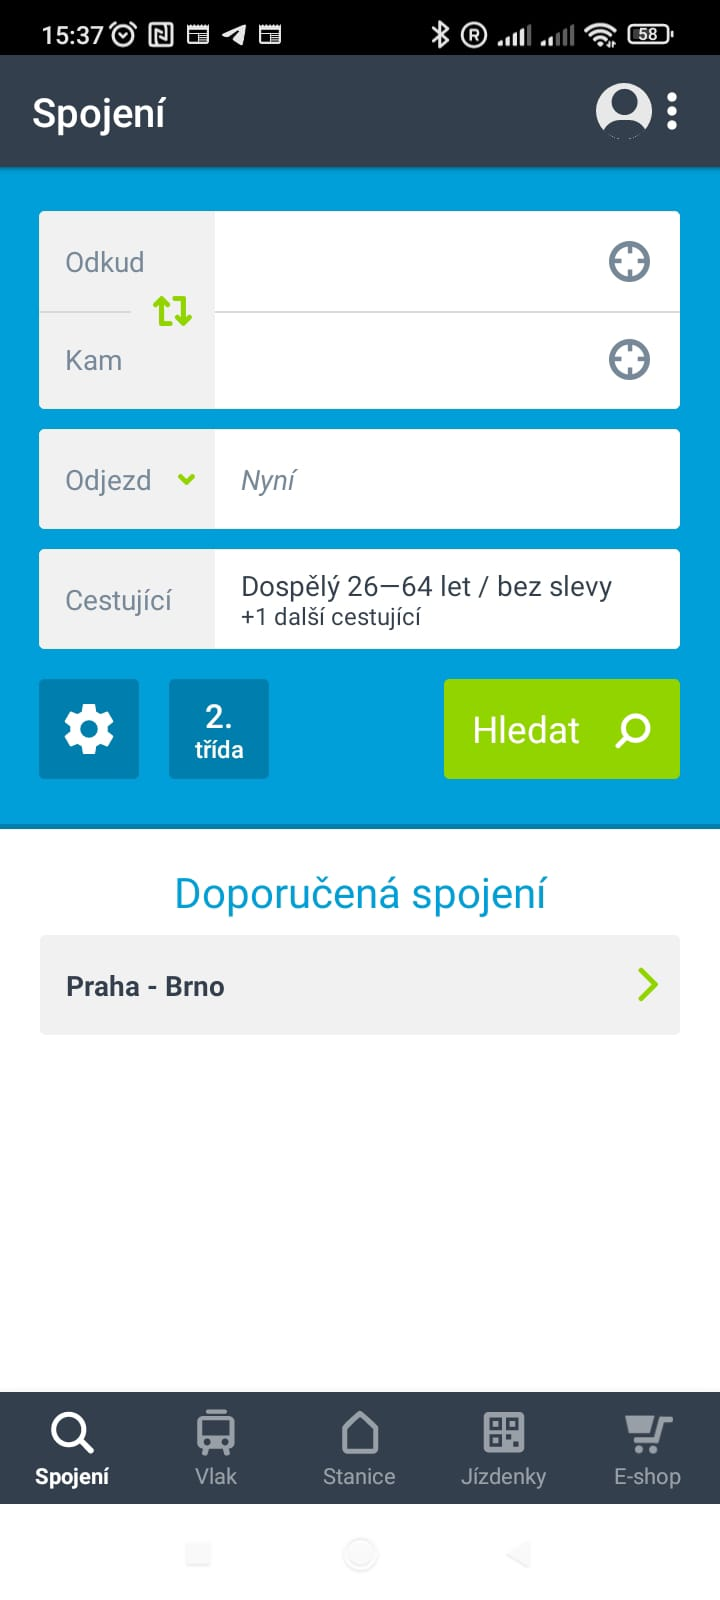 15:37
58
Spojení
Odkud
Kam
Odjezd
Nyní
Cestující
Dospělý 26–64 let / bez slevy
+1 další cestující
2.
třída
Hledat
Doporučená spojení
Praha - Brno
Spojení
Vlak
Stanice
Jízdenky
E-shop